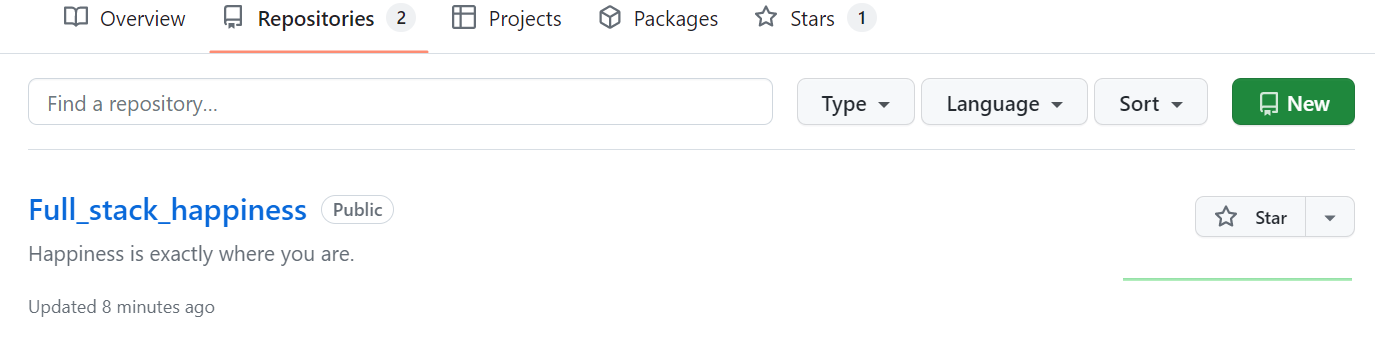 Overview Repositories 2 Projects Packages Stars 1
Find a repository... Type Language Sort New
Full_stack_happiness Public Star
Happiness is exactly where you are.
Updated 8 minutes ago